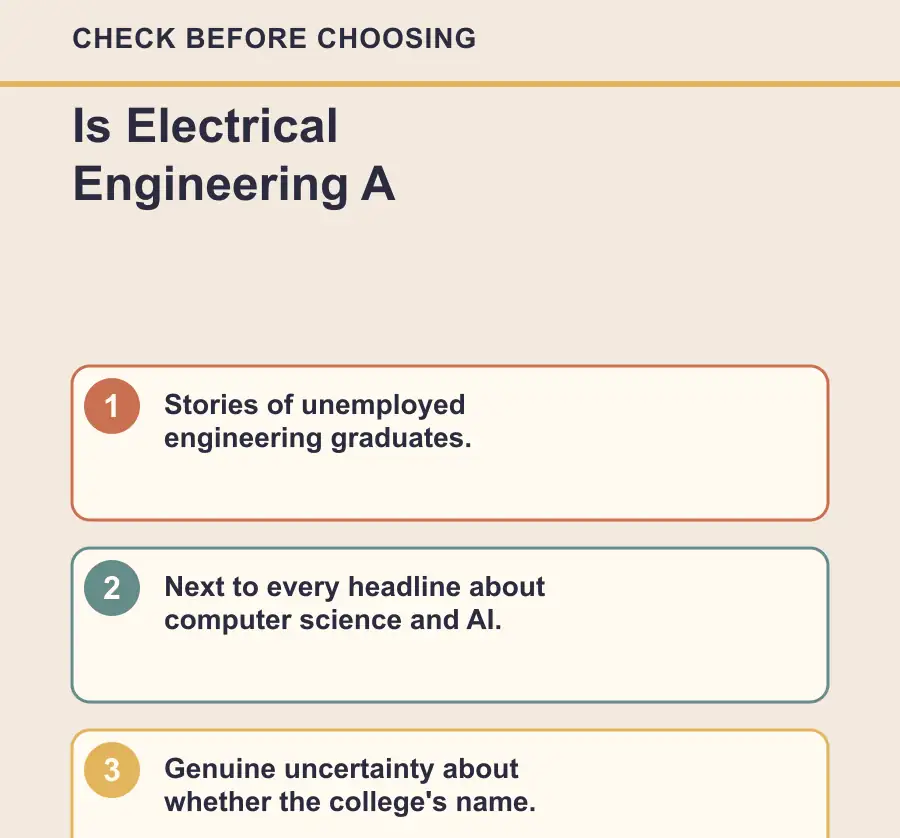 CHECK BEFORE CHOOSING
Is Electrical
Engineering A
1
Stories of unemployed
engineering graduates.
2
Next to every headline about
computer science and AI.
3
Genuine uncertainty about
whether the college's name.